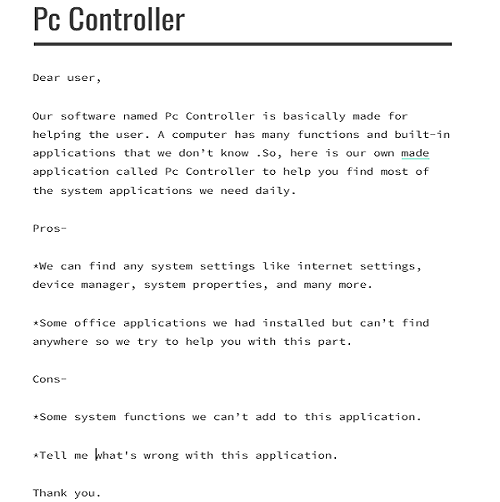 Pc Controller
Dear user,
Our software named Pc Controller is basically made for
helping the user. A computer has many functions and built-in
applications that we don't know .So, here is our own made
application called Pc Controller to help you find most of
the system applications we need daily.
Pros-
*We can find any system settings like internet settings,
device manager, system properties, and many more.
*Some office applications we had installed but can't find
anywhere so we try to help you with this part.
Cons-
*Some system functions we can't add to this application.
*Tell me what's wrong with this application.
Thank you.